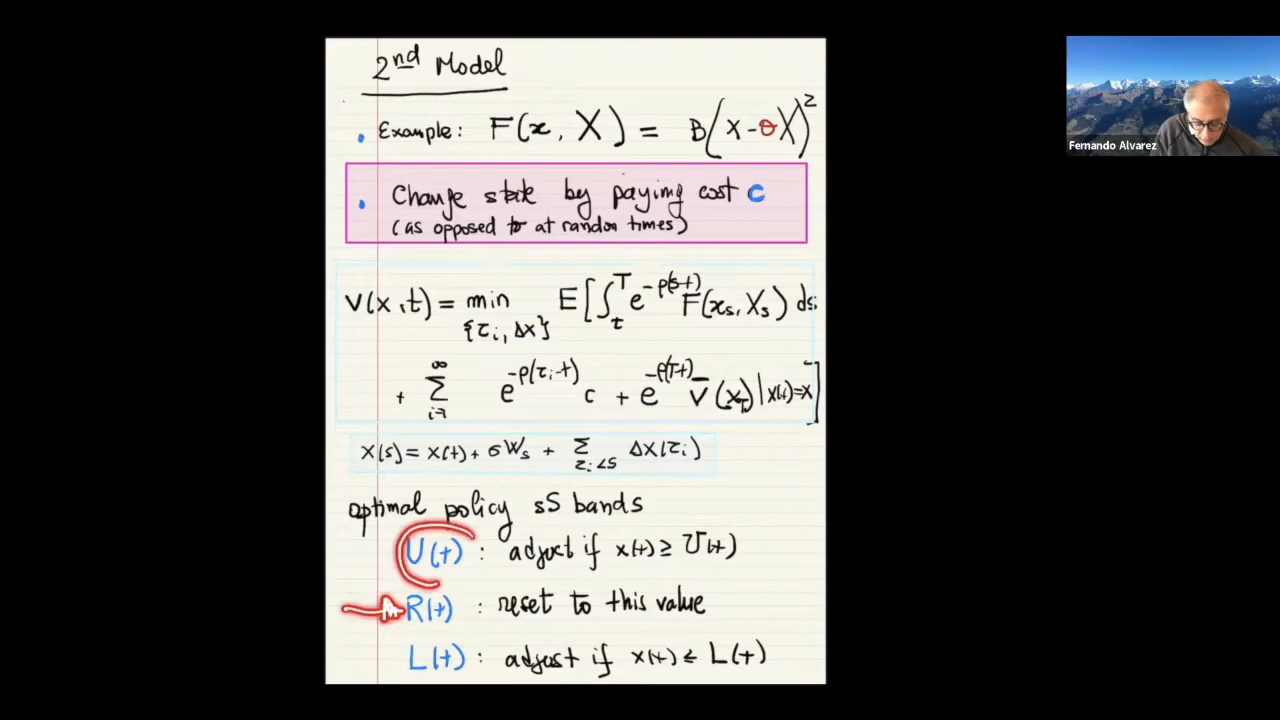 2nd Model
• Example: F(x, X) = B(x - θX)²
• Change state by paying cost c
(as opposed to at random times)
V(x,t) = min E[∫ₜᵀ e^{-ρ(s-t)} F(xₛ, Xₛ) ds
{τᵢ, Δx}
+ ∑_{i=1}^{∞} e^{-ρ(τᵢ-t)} c + e^{-ρ(T-t)} V̄(x_T) | x(t)=x]
x(s) = x(t) + σWₛ + ∑_{τᵢ<s} Δx(τᵢ)
optimal policy sS bands
U(t) : adjust if x(t) ≥ U(t)
R(t) : reset to this value
L(t) : adjust if x(t) ≤ L(t)
Fernando Alvarez